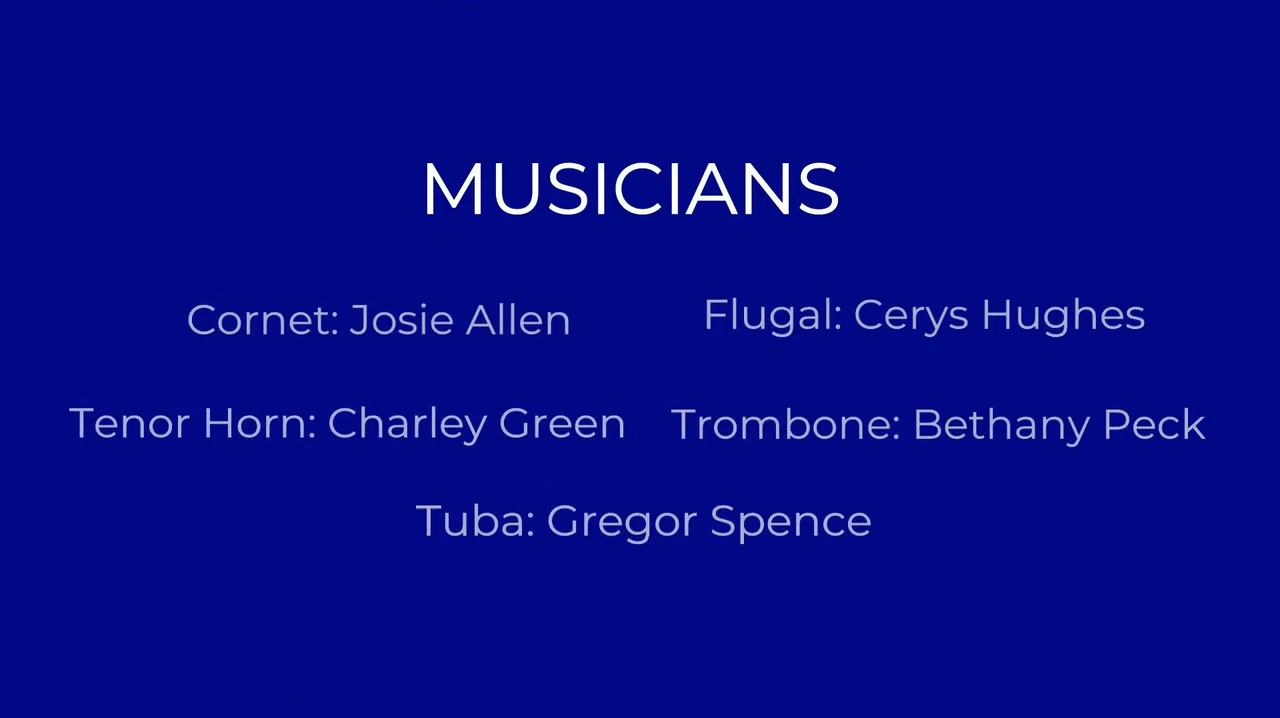 MUSICIANS
Cornet: Josie Allen
Flugal: Cerys Hughes
Tenor Horn: Charley Green
Trombone: Bethany Peck
Tuba: Gregor Spence